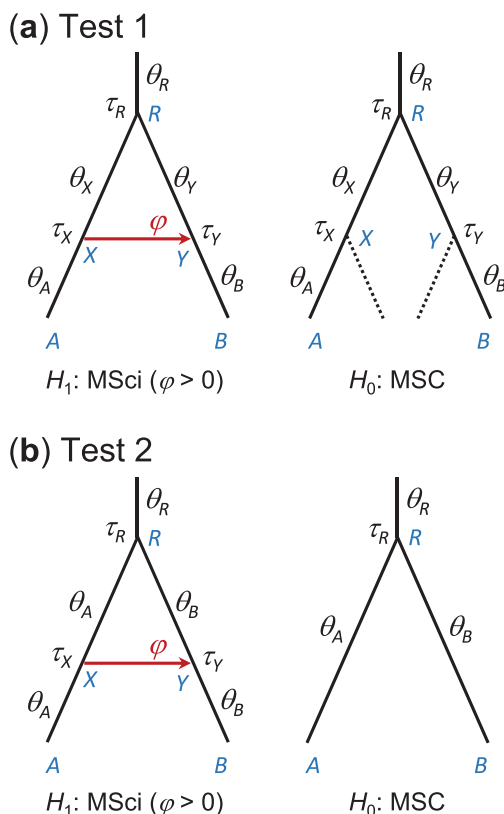 (a) Test 1
θR θR
τR R τR R
θX θY θX θY
τX φ τY τX X Y τY
X Y
θA θB θA θB
A B A B
H1: MSci (φ > 0) H0: MSC
(b) Test 2
θR θR
τR R τR R
θA θB θA θB
τX φ τY
X Y
θA θB
A B A B
H1: MSci (φ > 0) H0: MSC